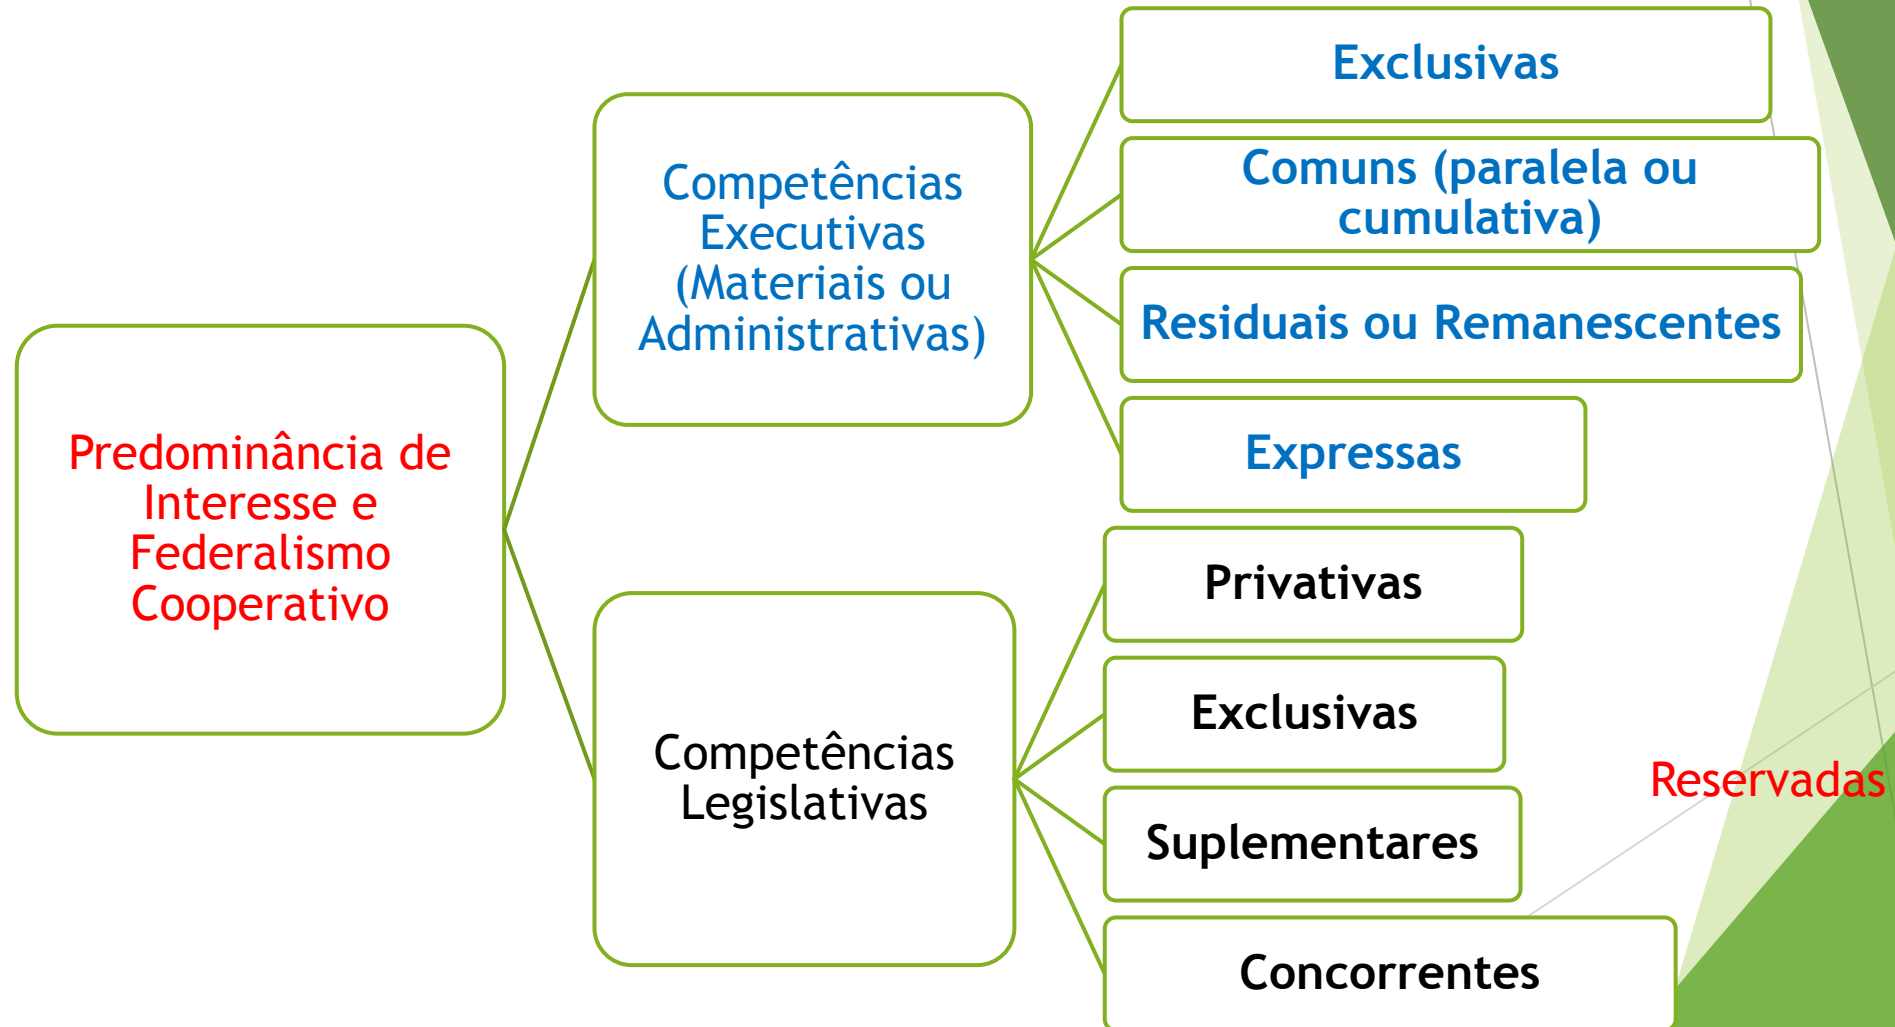 Predominância de
Interesse e
Federalismo
Cooperativo
Competências
Executivas
(Materiais ou
Administrativas)
Exclusivas
Comuns (paralela ou
cumulativa)
Residuais ou Remanescentes
Expressas
Competências
Legislativas
Privativas
Exclusivas
Suplementares
Concorrentes
Reservadas